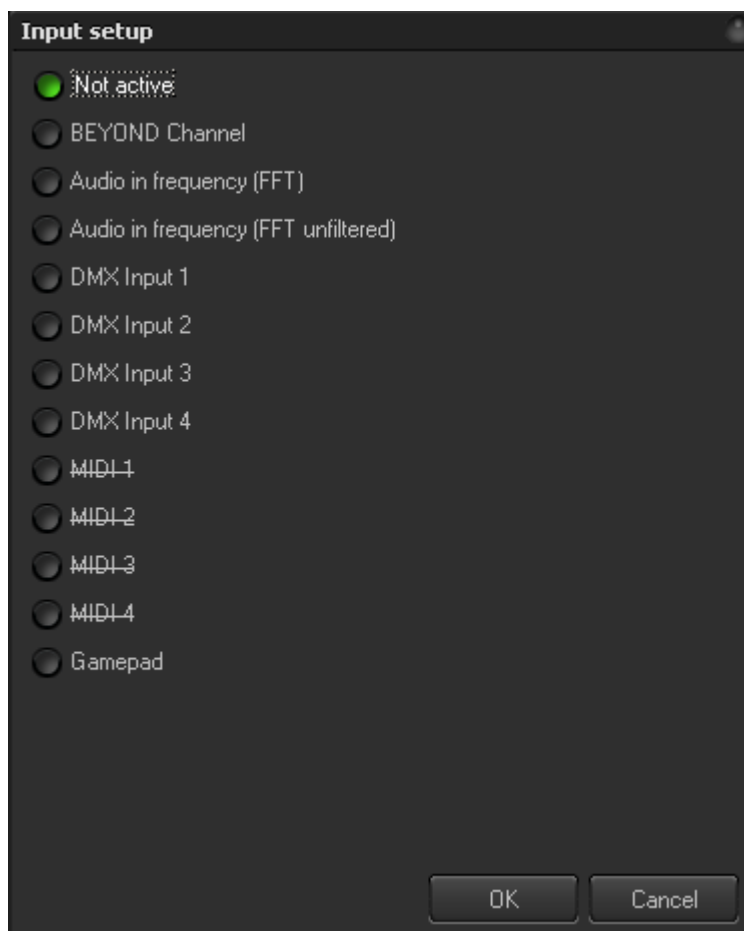 Input setup
Not active
BEYOND Channel
Audio in frequency (FFT)
Audio in frequency (FFT unfiltered)
DMX Input 1
DMX Input 2
DMX Input 3
DMX Input 4
MIDI 1
MIDI 2
MIDI 3
MIDI 4
Gamepad
OK Cancel